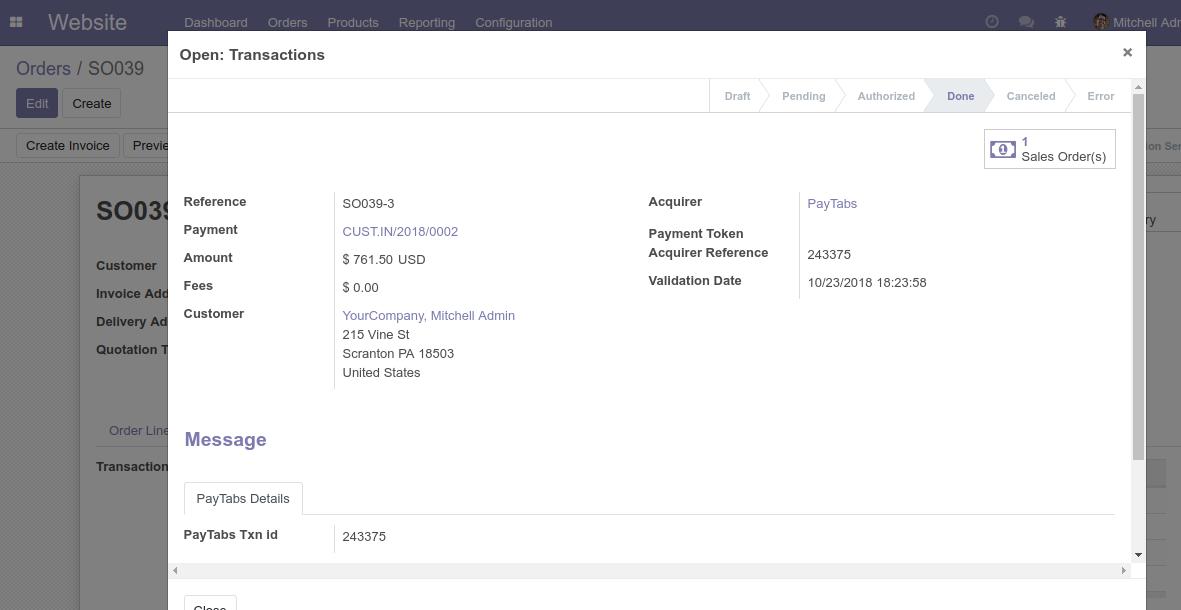 Website Dashboard Orders Products Reporting Configuration Mitchell Adr
Orders / SO039
Edit Create
Create Invoice Previe
SO039
Customer
Invoice Add
Delivery Ad
Quotation T
Order Line
Transaction
Open: Transactions ×
Draft Pending Authorized Done Canceled Error
1
Sales Order(s)
Reference SO039-3
Payment CUST.IN/2018/0002
Amount $ 761.50 USD
Fees $ 0.00
Customer YourCompany, Mitchell Admin
215 Vine St
Scranton PA 18503
United States
Acquirer PayTabs
Payment Token
Acquirer Reference 243375
Validation Date 10/23/2018 18:23:58
Message
PayTabs Details
PayTabs Txn id 243375
Close
ion Ser
ry